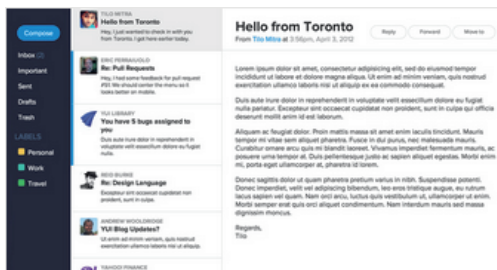 Compose
Inbox (2)
Important
Sent
Drafts
Trash
LABELS
Personal
Work
Travel
TILO MITRA
Hello from Toronto
Hey, I just wanted to check in with you
from Toronto. I got here earlier today.
ERIC FERRAIUOLO
Re: Pull Requests
Hey, I had some feedback for pull request
#51. We should center the menu so it
looks better on mobile.
YUI LIBRARY
You have 5 bugs assigned to
you
Duis aute irure dolor in reprehenderit in
voluptate velit essecillum dolore eu fugiat
nulla.
REID BURKE
Re: Design Language
Excepteur sint occaecat cupidatat non
proident, sunt in culpa.
ANDREW WOOLDRIDGE
YUI Blog Updates?
Ut enim ad minim veniam, quis nostrud
exercitation ullamco laboris nisi ut aliquip.
YAHOO! FINANCE
Hello from Toronto
From Tilo Mitra at 3:56pm, April 3, 2012
Reply
Forward
Move to
Lorem ipsum dolor sit amet, consectetur adipisicing elit, sed do eiusmod tempor
incididunt ut labore et dolore magna aliqua. Ut enim ad minim veniam, quis nostrud
exercitation ullamco laboris nisi ut aliquip ex ea commodo consequat.
Duis aute irure dolor in reprehenderit in voluptate velit essecillum dolore eu fugiat
nulla pariatur. Excepteur sint occaecat cupidatat non proident, sunt in culpa qui officia
deserunt mollit anim id est laborum.
Aliquam ac feugiat dolor. Proin mattis massa sit amet enim iaculis tincidunt. Mauris
tempor mi vitae sem aliquet pharetra. Fusce in dui purus, nec malesuada mauris.
Curabitur ornare arcu quis mi blandit laoreet. Vivamus imperdiet fermentum mauris, ac
posuere urna tempor at. Duis pellentesque justo ac sapien aliquet egestas. Morbi enim
mi, porta eget ullamcorper at, pharetra id lorem.
Donec sagittis dolor ut quam pharetra pretium varius in nibh. Suspendisse potenti.
Donec imperdiet, velit vel adipiscing bibendum, leo eros tristique augue, eu rutrum
lacus sapien vel quam. Nam orci arcu, luctus quis vestibulum ut, ullamcorper ut enim.
Morbi semper erat quis orci aliquet condimentum. Nam interdum mauris sed massa
dignissim rhoncus.
Regards,
Tilo